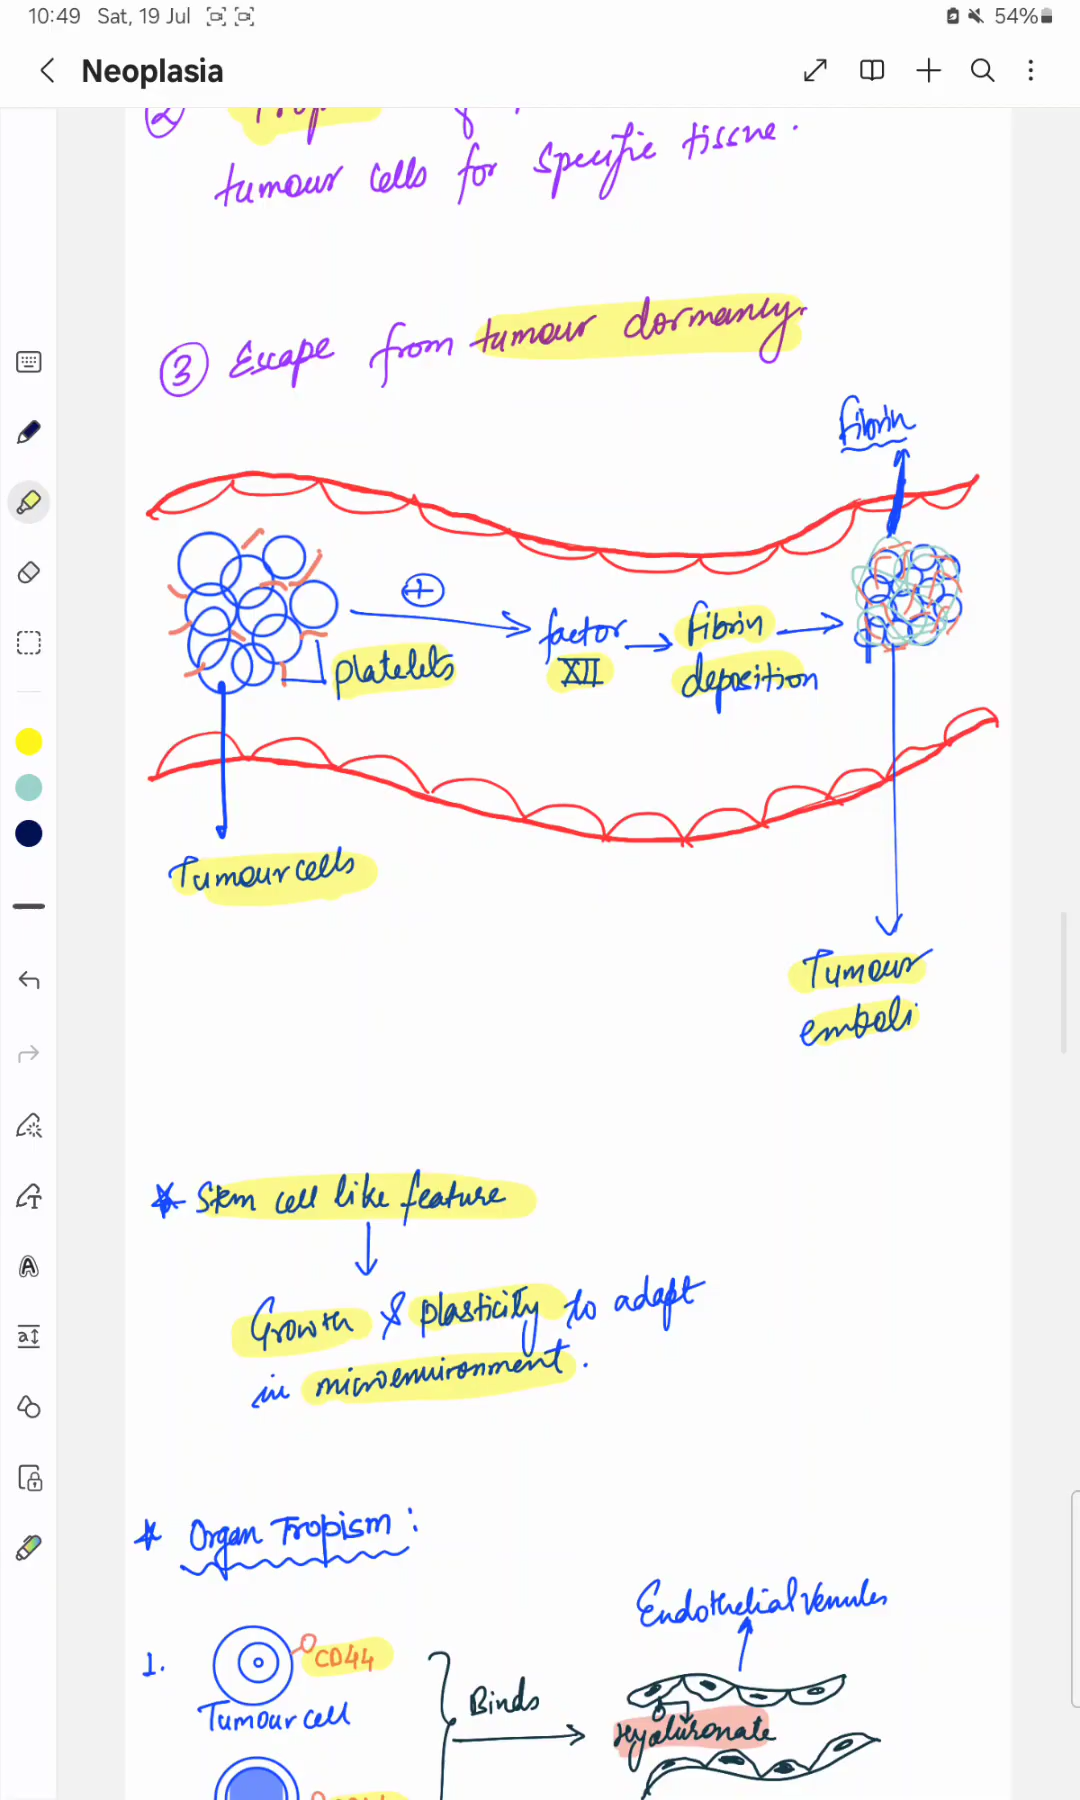 10:49 Sat, 19 Jul 54%
Neoplasia
②
tumour cells for specific tissue.
③ Escape from tumour dormancy.
fibrin
+
factor XII
fibrin deposition
platelets
Tumour cells
Tumour
emboli
* Stem cell like feature
Growth & plasticity to adapt
in microenvironment.
* Organ Tropism :
Endothelial Venules
1. CD44
Tumour cell
Binds
Hyaluronate